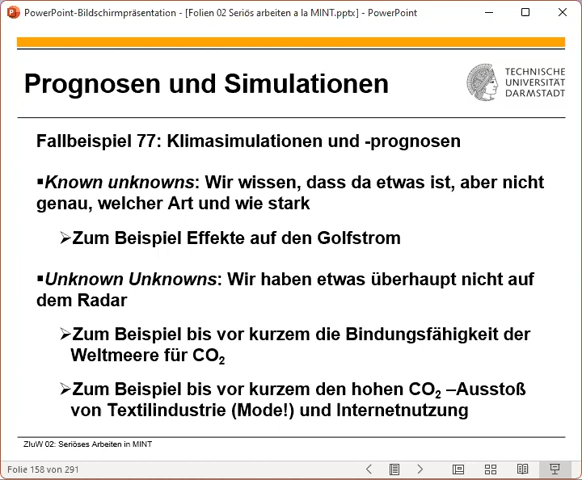 PowerPoint-Bildschirmpräsentation - [Folien 02 Seriös arbeiten a la MINT.pptx] - PowerPoint
Prognosen und Simulationen
TECHNISCHE
UNIVERSITÄT
DARMSTADT
Fallbeispiel 77: Klimasimulationen und -prognosen
▪Known unknowns: Wir wissen, dass da etwas ist, aber nicht
genau, welcher Art und wie stark
➢Zum Beispiel Effekte auf den Golfstrom
▪Unknown Unknowns: Wir haben etwas überhaupt nicht auf
dem Radar
➢Zum Beispiel bis vor kurzem die Bindungsfähigkeit der
Weltmeere für CO₂
➢Zum Beispiel bis vor kurzem den hohen CO₂ –Ausstoß
von Textilindustrie (Mode!) und Internetnutzung
ZIuW 02: Seriöses Arbeiten in MINT
Folie 158 von 291